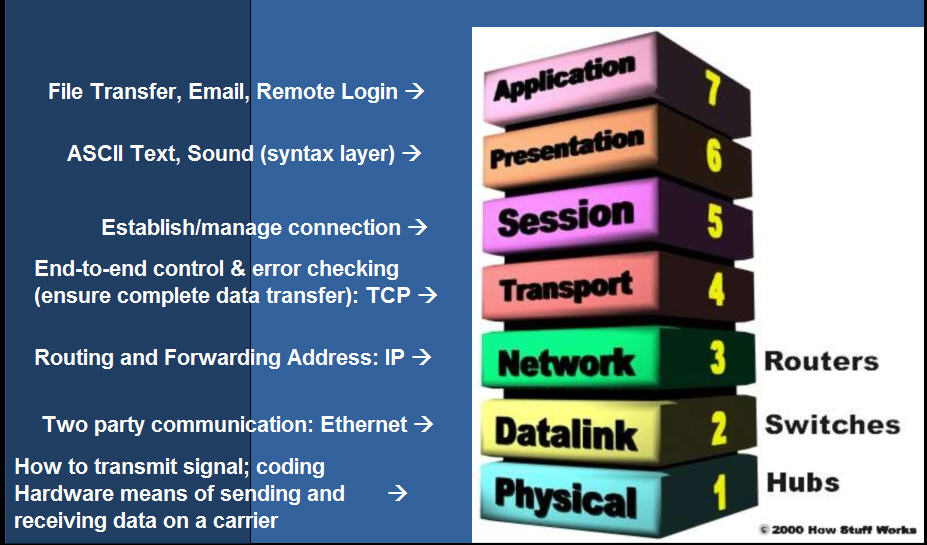 File Transfer, Email, Remote Login →
Application 7
ASCII Text, Sound (syntax layer) →
Presentation 6
Establish/manage connection →
Session 5
End-to-end control & error checking
(ensure complete data transfer): TCP →
Transport 4
Routing and Forwarding Address: IP →
Network 3 Routers
Two party communication: Ethernet →
Datalink 2 Switches
How to transmit signal; coding
Hardware means of sending and →
receiving data on a carrier
Physical 1 Hubs
© 2000 How Stuff Works